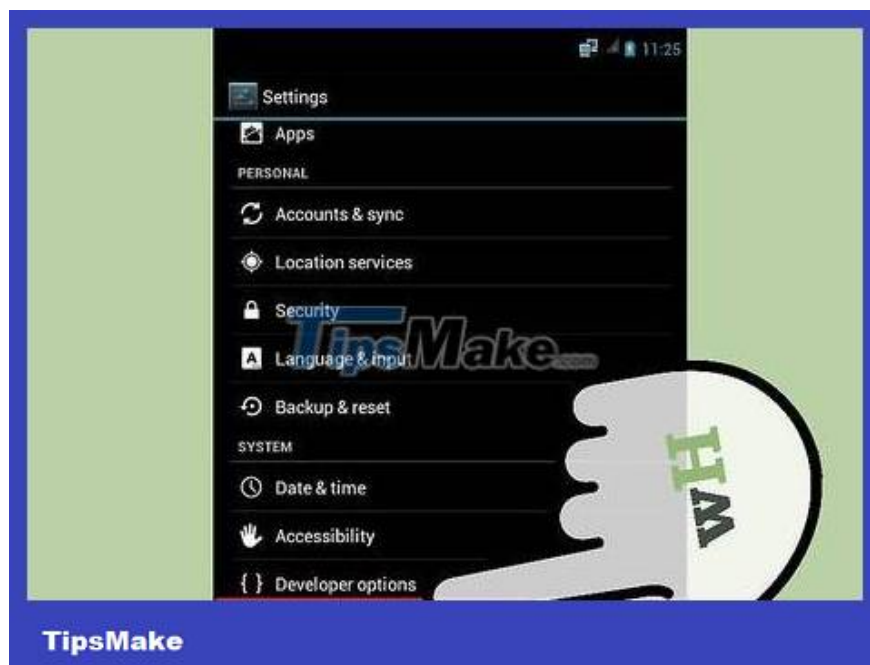 11:25
Settings
Apps
PERSONAL
Accounts & sync
Location services
Security
TipsMake.com
Language & input
Backup & reset
SYSTEM
Date & time
Accessibility
{ } Developer options
HW
TipsMake